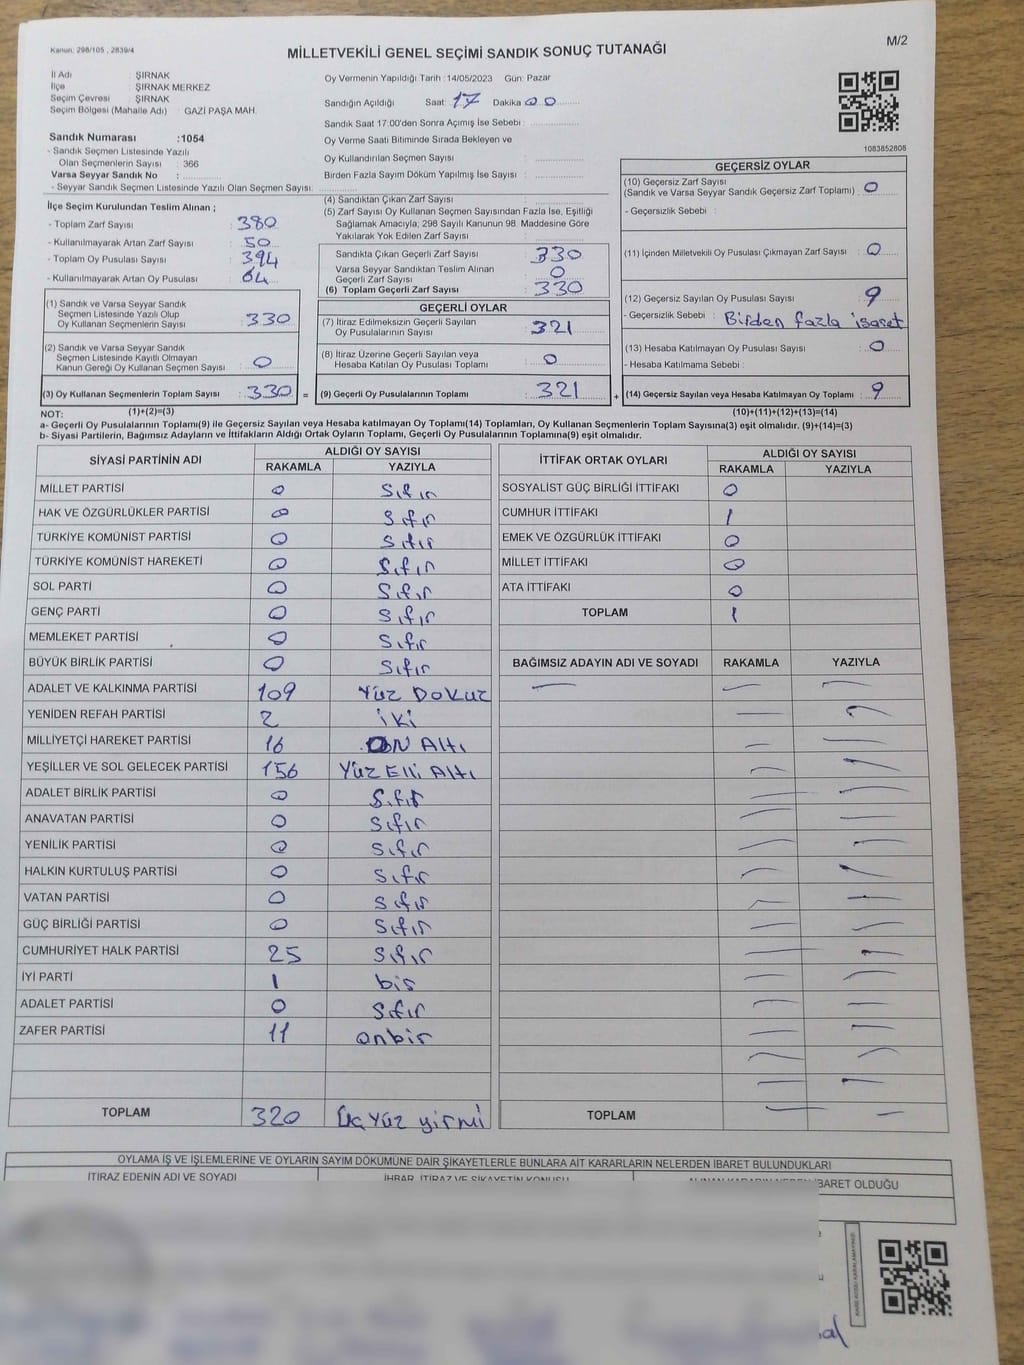 Kanun: 298/105 , 2839/4
MİLLETVEKİLİ GENEL SEÇİMİ SANDIK SONUÇ TUTANAĞI
M/2
İl Adı : ŞIRNAK
İlçe : ŞIRNAK MERKEZ
Seçim Çevresi : ŞIRNAK
Seçim Bölgesi (Mahalle Adı) GAZİ PAŞA MAH.
Sandık Numarası :1054
- Sandık Seçmen Listesinde Yazılı
Olan Seçmenlerin Sayısı : 366
Varsa Seyyar Sandık No :
- Seyyar Sandık Seçmen Listesinde Yazılı Olan Seçmen Sayısı:
Oy Vermenin Yapıldığı Tarih :14/05/2023 Gün: Pazar
Sandığın Açıldığı Saat: 17 Dakika 00
Sandık Saat 17:00'den Sonra Açımış İse Sebebi :
Oy Verme Saati Bitiminde Sırada Bekleyen ve
Oy Kullandırılan Seçmen Sayısı :
Birden Fazla Sayım Döküm Yapılmış İse Sayısı :
1083852808
İlçe Seçim Kurulundan Teslim Alınan ;
- Toplam Zarf Sayısı : 380
- Kullanılmayarak Artan Zarf Sayısı : 50
- Toplam Oy Pusulası Sayısı : 394
- Kullanılmayarak Artan Oy Pusulası : 64
(1) Sandık ve Varsa Seyyar Sandık
Seçmen Listesinde Yazılı Olup
Oy Kullanan Seçmenlerin Sayısı : 330
(2) Sandık ve Varsa Seyyar Sandık
Seçmen Listesinde Kayıtlı Olmayan
Kanun Gereği Oy Kullanan Seçmen Sayısı : 0
(3) Oy Kullanan Seçmenlerin Toplam Sayısı : 330 =
(4) Sandıktan Çıkan Zarf Sayısı :
(5) Zarf Sayısı Oy Kullanan Seçmen Sayısından Fazla İse, Eşitliği
Sağlamak Amacıyla, 298 Sayılı Kanunun 98. Maddesine Göre
Yakılarak Yok Edilen Zarf Sayısı :
Sandıkta Çıkan Geçerli Zarf Sayısı : 330
Varsa Seyyar Sandıktan Teslim Alınan
Geçerli Zarf Sayısı : 0
(6) Toplam Geçerli Zarf Sayısı : 330
GEÇERLİ OYLAR
(7) İtiraz Edilmeksizin Geçerli Sayılan
Oy Pusulalarının Sayısı : 321
(8) İtiraz Üzerine Geçerli Sayılan veya
Hesaba Katılan Oy Pusulası Toplamı : 0
(9) Geçerli Oy Pusulalarının Toplamı : 321 +
GEÇERSİZ OYLAR
(10) Geçersiz Zarf Sayısı
(Sandık ve Varsa Seyyar Sandık Geçersiz Zarf Toplamı) : 0
- Geçersizlik Sebebi :
(11) İçinden Milletvekili Oy Pusulası Çıkmayan Zarf Sayısı : 0
(12) Geçersiz Sayılan Oy Pusulası Sayısı : 9
- Geçersizlik Sebebi : Birden fazla işaret
(13) Hesaba Katılmayan Oy Pusulası Sayısı : 0
- Hesaba Katılmama Sebebi :
(14) Geçersiz Sayılan veya Hesaba Katılmayan Oy Toplamı : 9
NOT: (1)+(2)=(3) (10)+(11)+(12)+(13)=(14)
a- Geçerli Oy Pusulalarının Toplamı(9) ile Geçersiz Sayılan veya Hesaba katılmayan Oy Toplamı(14) Toplamları, Oy Kullanan Seçmenlerin Toplam Sayısına(3) eşit olmalıdır. (9)+(14)=(3)
b- Siyasi Partilerin, Bağımsız Adayların ve İttifakların Aldığı Ortak Oyların Toplamı, Geçerli Oy Pusulalarının Toplamına(9) eşit olmalıdır.
SİYASİ PARTİNİN ADI ALDIĞI OY SAYISI
RAKAMLA YAZIYLA
MİLLET PARTİSİ 0 Sıfır
HAK VE ÖZGÜRLÜKLER PARTİSİ 0 Sıfır
TÜRKİYE KOMÜNİST PARTİSİ 0 Sıfır
TÜRKİYE KOMÜNİST HAREKETİ 0 Sıfır
SOL PARTİ 0 Sıfır
GENÇ PARTİ 0 Sıfır
MEMLEKET PARTİSİ 0 Sıfır
BÜYÜK BİRLİK PARTİSİ 0 Sıfır
ADALET VE KALKINMA PARTİSİ 109 Yüz Dokuz
YENİDEN REFAH PARTİSİ 2 iki
MİLLİYETÇİ HAREKET PARTİSİ 16 ON Altı
YEŞİLLER VE SOL GELECEK PARTİSİ 156 Yüz Elli Altı
ADALET BİRLİK PARTİSİ 0 Sıfır
ANAVATAN PARTİSİ 0 Sıfır
YENİLİK PARTİSİ 0 Sıfır
HALKIN KURTULUŞ PARTİSİ 0 Sıfır
VATAN PARTİSİ 0 Sıfır
GÜÇ BİRLİĞİ PARTİSİ 0 Sıfır
CUMHURİYET HALK PARTİSİ 25 Sıfır
İYİ PARTİ 1 bir
ADALET PARTİSİ 0 Sıfır
ZAFER PARTİSİ 11 onbir
TOPLAM 320 Üç Yüz yirmi
İTTİFAK ORTAK OYLARI ALDIĞI OY SAYISI
RAKAMLA YAZIYLA
SOSYALİST GÜÇ BİRLİĞİ İTTİFAKI 0
CUMHUR İTTİFAKI 1
EMEK VE ÖZGÜRLÜK İTTİFAKI 0
MİLLET İTTİFAKI 0
ATA İTTİFAKI 0
TOPLAM 1
BAĞIMSIZ ADAYIN ADI VE SOYADI RAKAMLA YAZIYLA
TOPLAM
OYLAMA İŞ VE İŞLEMLERİNE VE OYLARIN SAYIM DÖKÜMÜNE DAİR ŞİKAYETLERLE BUNLARA AİT KARARLARIN NELERDEN İBARET BULUNDUKLARI
İTİRAZ EDENİN ADI VE SOYADI İHBAR, İTİRAZ VE ŞİKAYETİN KONUSU ALINAN KARARIN NEDEN İBARET OLDUĞU